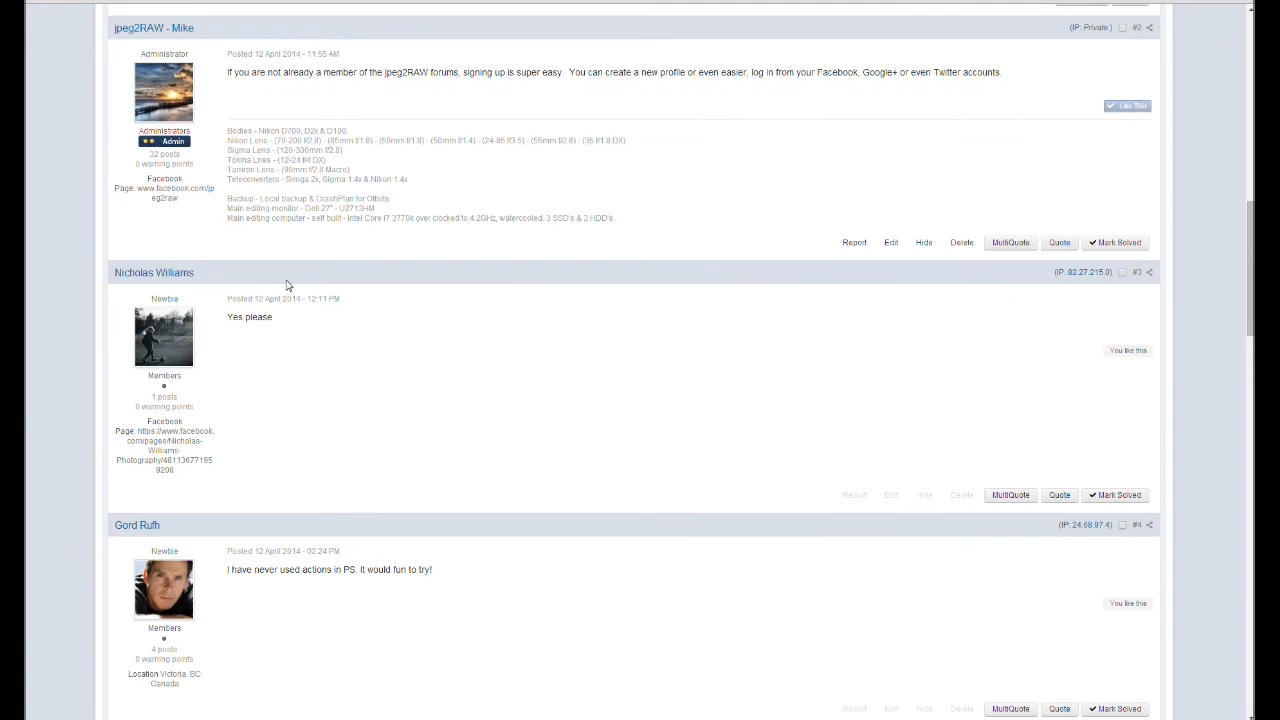 jpeg2RAW - Mike
(IP: Private ) #2
Administrator
Posted 12 April 2014 - 11:55 AM
If you are not already a member of the jpeg2RAW forums, signing up is super easy. You can create a new profile or even easier, log in from your Facebook, Google+ or even Twitter accounts.
Like This
Bodies - Nikon D700, D2x & D100.
Administrators
Nikon Lens - (70-200 f/2.8) - (85mm f/1.8) - (50mm f/1.8) - (50mm f/1.4) - (24-85 f/3.5) - (55mm f/2.8) - (35 f/1.8 DX)
Admin
Sigma Lens - (120-300mm f/2.8)
32 posts
Tokina Lnes - (12-24 f/4 DX)
0 warning points
Tamron Lens - (90mm f/2.8 Macro)
Facebook
Teleconverters - Simga 2x, Sigma 1.4x & Nikon 1.4x
Page: www.facebook.com/jp
eg2raw
Backup - Local backup & CrashPlan for Offsite
Main editing monitor - Dell 27" - U2713HM
Main editing computer - self built - Intel Core i7 3770k over clocked to 4.2GHz, watercooled. 3 SSD's & 3 HDD's
Report Edit Hide Delete MultiQuote Quote Mark Solved
Nicholas Williams
(IP: 82.27.215.0) #3
Newbie
Posted 12 April 2014 - 12:11 PM
Yes please
You like this
Members
1 posts
0 warning points
Facebook
Page: https://www.facebook.
com/pages/Nicholas-
Williams-
Photography/48113677195
9208
Report Edit Hide Delete MultiQuote Quote Mark Solved
Gord Rufh
(IP: 24.68.97.4) #4
Newbie
Posted 12 April 2014 - 02:24 PM
I have never used actions in PS. It would fun to try!
You like this
Members
4 posts
0 warning points
Location Victoria, BC
Canada
Report Edit Hide Delete MultiQuote Quote Mark Solved